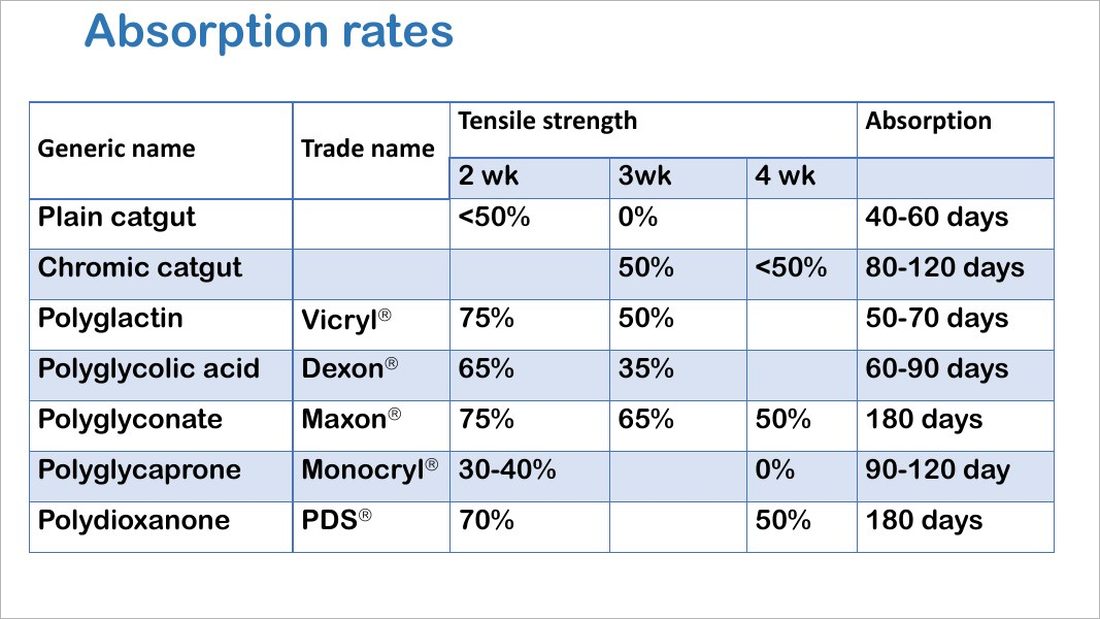 Absorption rates
Generic name Trade name Tensile strength Absorption
2 wk 3wk 4 wk
Plain catgut <50% 0% 40-60 days
Chromic catgut 50% <50% 80-120 days
Polyglactin Vicryl® 75% 50% 50-70 days
Polyglycolic acid Dexon® 65% 35% 60-90 days
Polyglyconate Maxon® 75% 65% 50% 180 days
Polyglycaprone Monocryl® 30-40% 0% 90-120 day
Polydioxanone PDS® 70% 50% 180 days